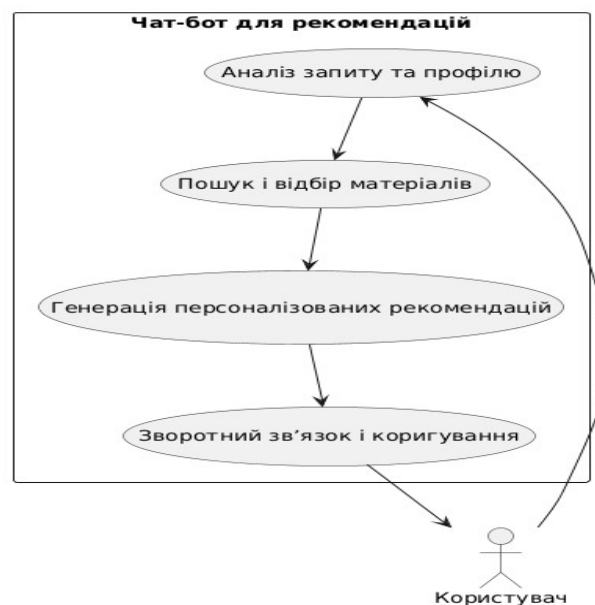 Чат-бот для рекомендацій
Аналіз запиту та профілю
Пошук і відбір матеріалів
Генерація персоналізованих рекомендацій
Зворотний зв’язок і коригування
Користувач